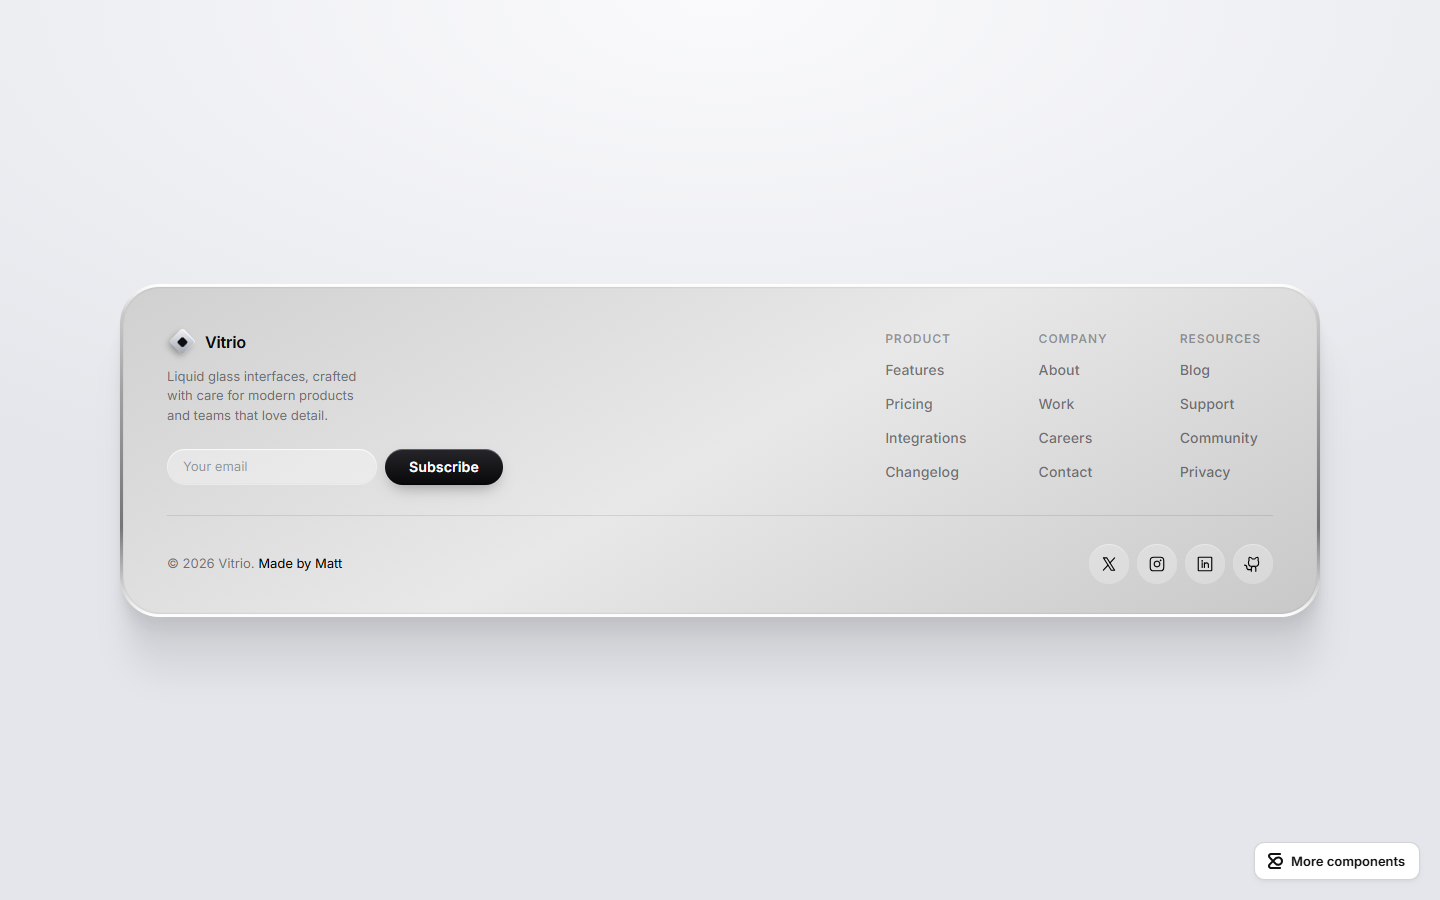 Vitrio
Liquid glass interfaces, crafted
with care for modern products
and teams that love detail.
Your email
Subscribe
PRODUCT
Features
Pricing
Integrations
Changelog
COMPANY
About
Work
Careers
Contact
RESOURCES
Blog
Support
Community
Privacy
© 2026 Vitrio. Made by Matt
More components